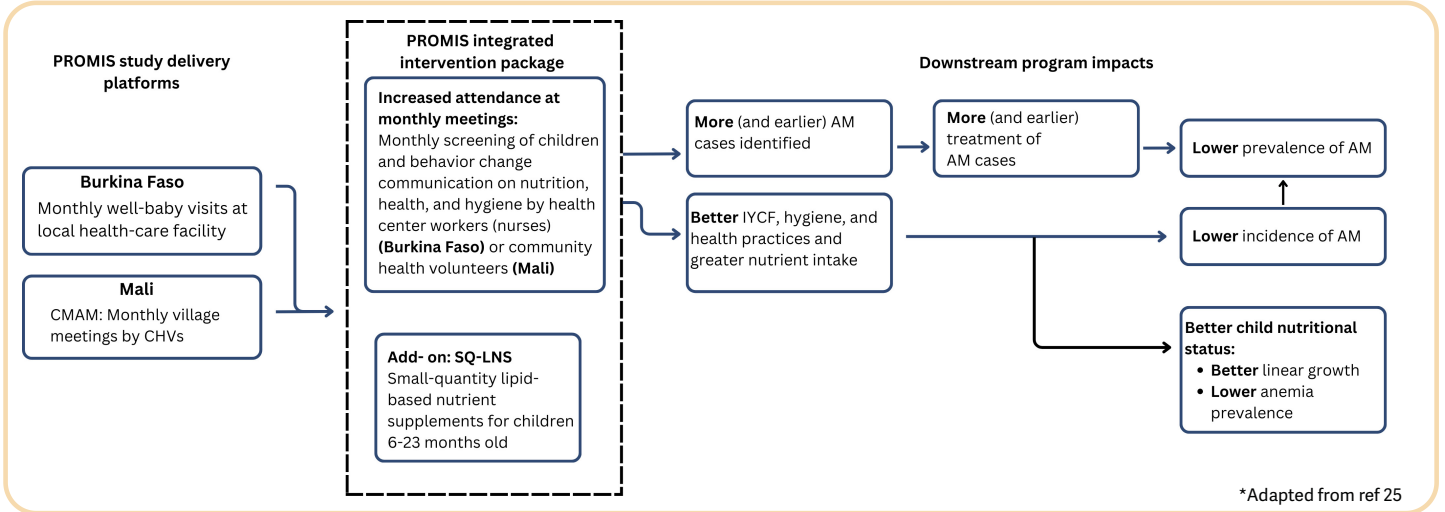 PROMIS study delivery
platforms
Burkina Faso
Monthly well-baby visits at
local health-care facility
Mali
CMAM: Monthly village
meetings by CHVs
PROMIS integrated
intervention package
Increased attendance at
monthly meetings:
Monthly screening of children
and behavior change
communication on nutrition,
health, and hygiene by health
center workers (nurses)
(Burkina Faso) or community
health volunteers (Mali)
Add- on: SQ-LNS
Small-quantity lipid-
based nutrient
supplements for children
6-23 months old
Downstream program impacts
More (and earlier) AM
cases identified
More (and earlier)
treatment of
AM cases
Lower prevalence of AM
Better IYCF, hygiene, and
health practices and
greater nutrient intake
Lower incidence of AM
Better child nutritional
status:
• Better linear growth
• Lower anemia
prevalence
*Adapted from ref 25